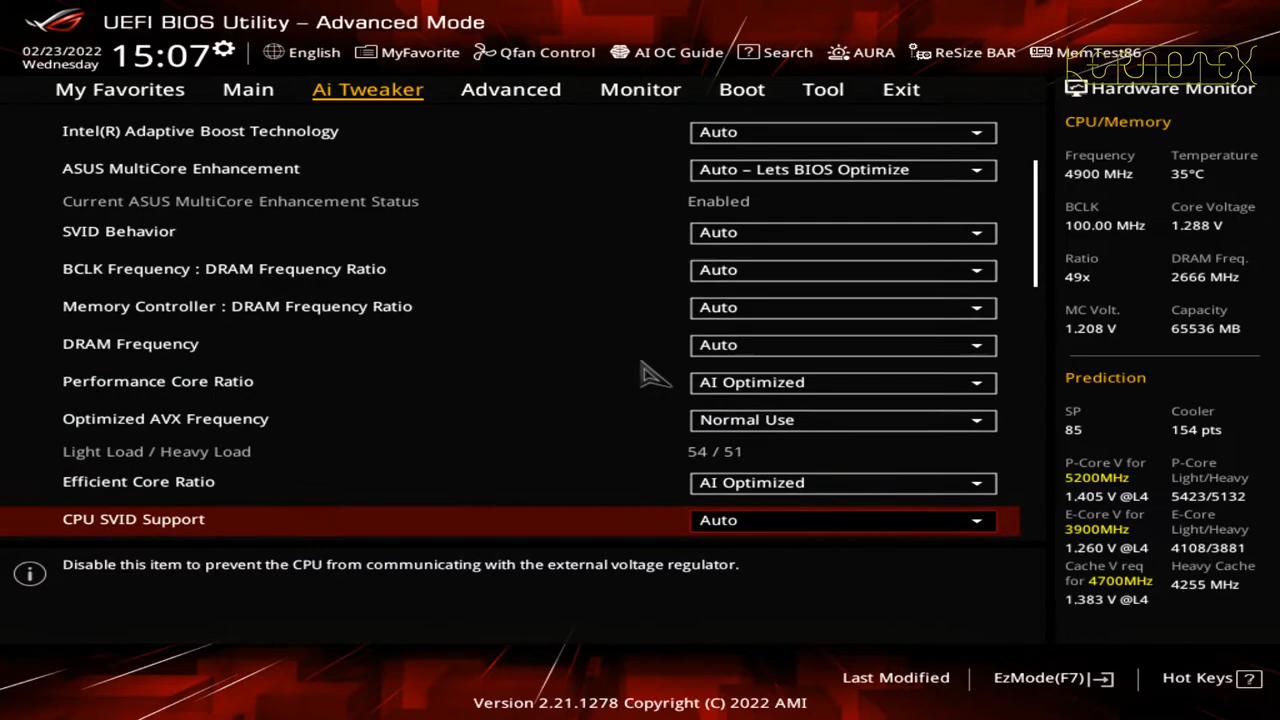 UEFI BIOS Utility – Advanced Mode
02/23/2022
Wednesday
15:07
English
MyFavorite
Qfan Control
AI OC Guide
? Search
AURA
ReSize BAR
MemTest86
My Favorites
Main
Ai Tweaker
Advanced
Monitor
Boot
Tool
Exit
Intel(R) Adaptive Boost Technology
Auto
ASUS MultiCore Enhancement
Auto – Lets BIOS Optimize
Current ASUS MultiCore Enhancement Status
Enabled
SVID Behavior
Auto
BCLK Frequency : DRAM Frequency Ratio
Auto
Memory Controller : DRAM Frequency Ratio
Auto
DRAM Frequency
Auto
Performance Core Ratio
AI Optimized
Optimized AVX Frequency
Normal Use
Light Load / Heavy Load
54 / 51
Efficient Core Ratio
AI Optimized
CPU SVID Support
Auto
Disable this item to prevent the CPU from communicating with the external voltage regulator.
Hardware Monitor
CPU/Memory
Frequency
4900 MHz
Temperature
35°C
BCLK
100.00 MHz
Core Voltage
1.288 V
Ratio
49x
DRAM Freq.
2666 MHz
MC Volt.
1.208 V
Capacity
65536 MB
Prediction
SP
85
Cooler
154 pts
P-Core V for
5200MHz
1.405 V @L4
P-Core
Light/Heavy
5423/5132
E-Core V for
3900MHz
1.260 V @L4
E-Core
Light/Heavy
4108/3881
Cache V req
for 4700MHz
1.383 V @L4
Heavy Cache
4255 MHz
Last Modified
EzMode(F7)
Hot Keys ?
Version 2.21.1278 Copyright (C) 2022 AMI